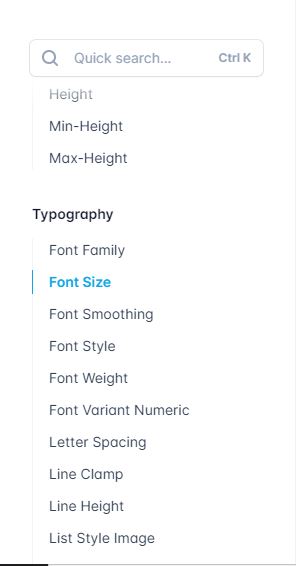 Quick search... Ctrl K
Height
Min-Height
Max-Height
Typography
Font Family
Font Size
Font Smoothing
Font Style
Font Weight
Font Variant Numeric
Letter Spacing
Line Clamp
Line Height
List Style Image